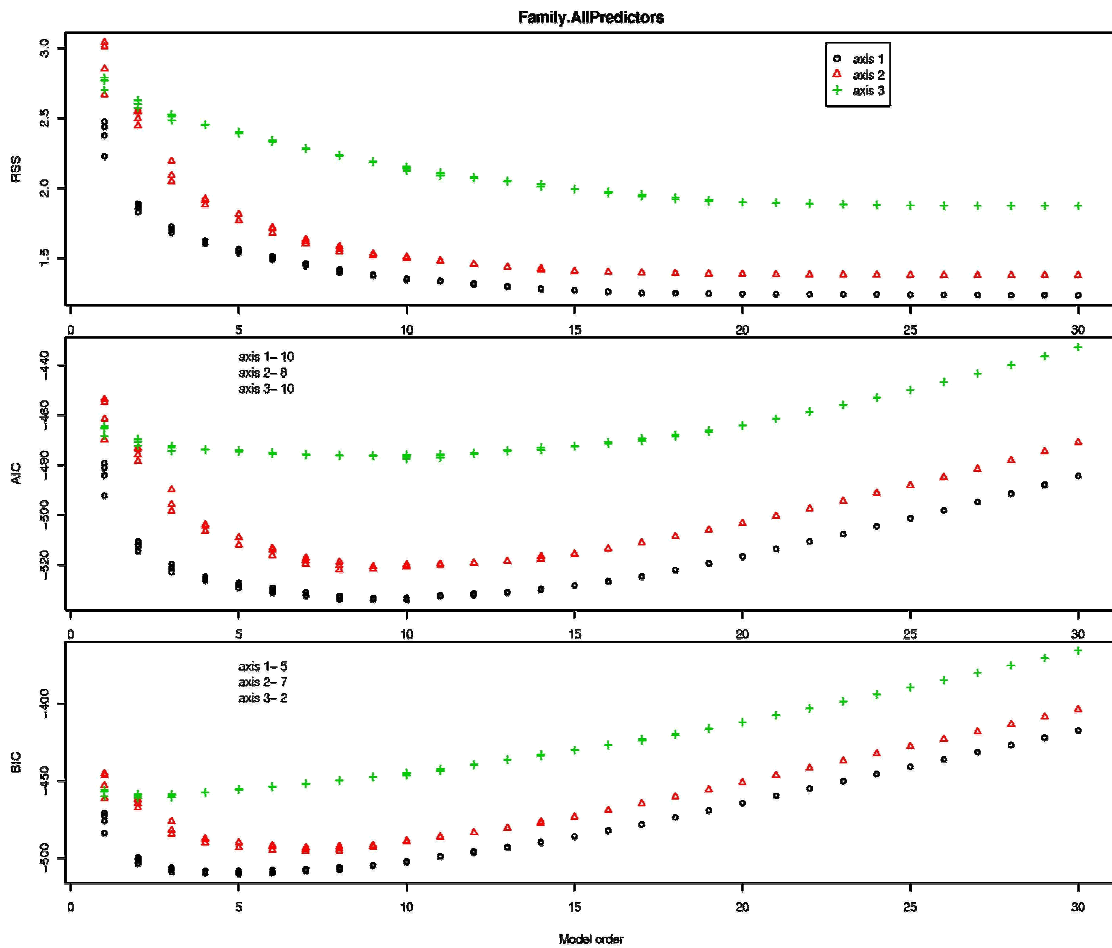 Family.AllPredictors
axis 1
axis 2
axis 3
RSS
3.0
2.5
2.0
1.5
0 5 10 15 20 25 30
axis 1– 10
axis 2– 8
axis 3– 10
AIC
−440
−460
−480
−500
−520
0 5 10 15 20 25 30
axis 1– 5
axis 2– 7
axis 3– 2
BIC
−400
−450
−500
0 5 10 15 20 25 30
Model order